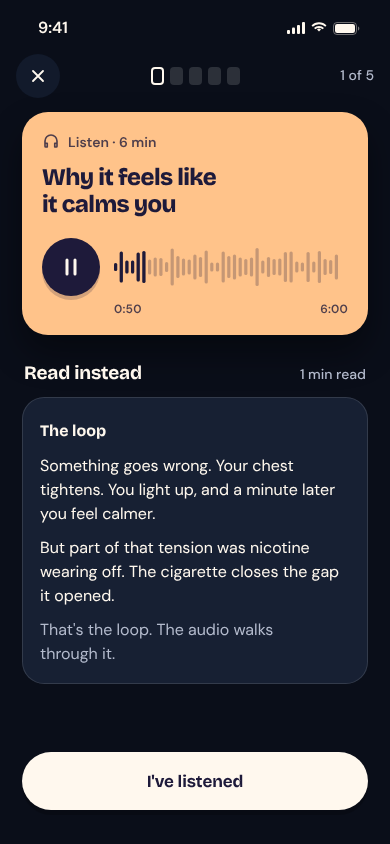 9:41
1 of 5
Listen · 6 min
Why it feels like
it calms you
0:50
6:00
Read instead
1 min read
The loop
Something goes wrong. Your chest
tightens. You light up, and a minute later
you feel calmer.
But part of that tension was nicotine
wearing off. The cigarette closes the gap
it opened.
That's the loop. The audio walks
through it.
I've listened